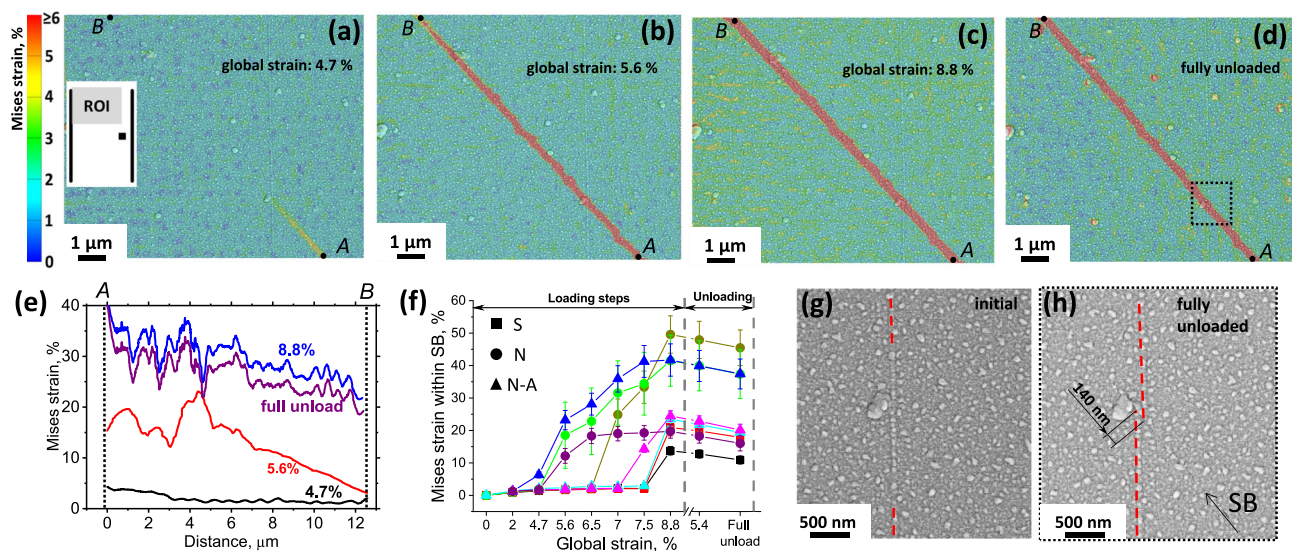 Mises strain, %
≥6
5
4
3
2
1
0
B
(a)
global strain: 4.7 %
ROI
1 µm
A
B
(b)
global strain: 5.6 %
1 µm
A
B
(c)
global strain: 8.8 %
1 µm
A
B
(d)
fully unloaded
1 µm
A
(e)
A
B
Mises strain, %
40
30
20
10
0
8.8%
full unload
5.6%
4.7%
0 2 4 6 8 10 12
Distance, µm
(f)
Mises strain within SB, %
60
50
40
30
20
10
0
Loading steps
Unloading
S
N
N-A
0 2 4,7 5,6 6.5 7 7.5 8.8 5.4 Full
unload
Global strain, %
(g)
initial
500 nm
(h)
fully
unloaded
140 nm
SB
500 nm